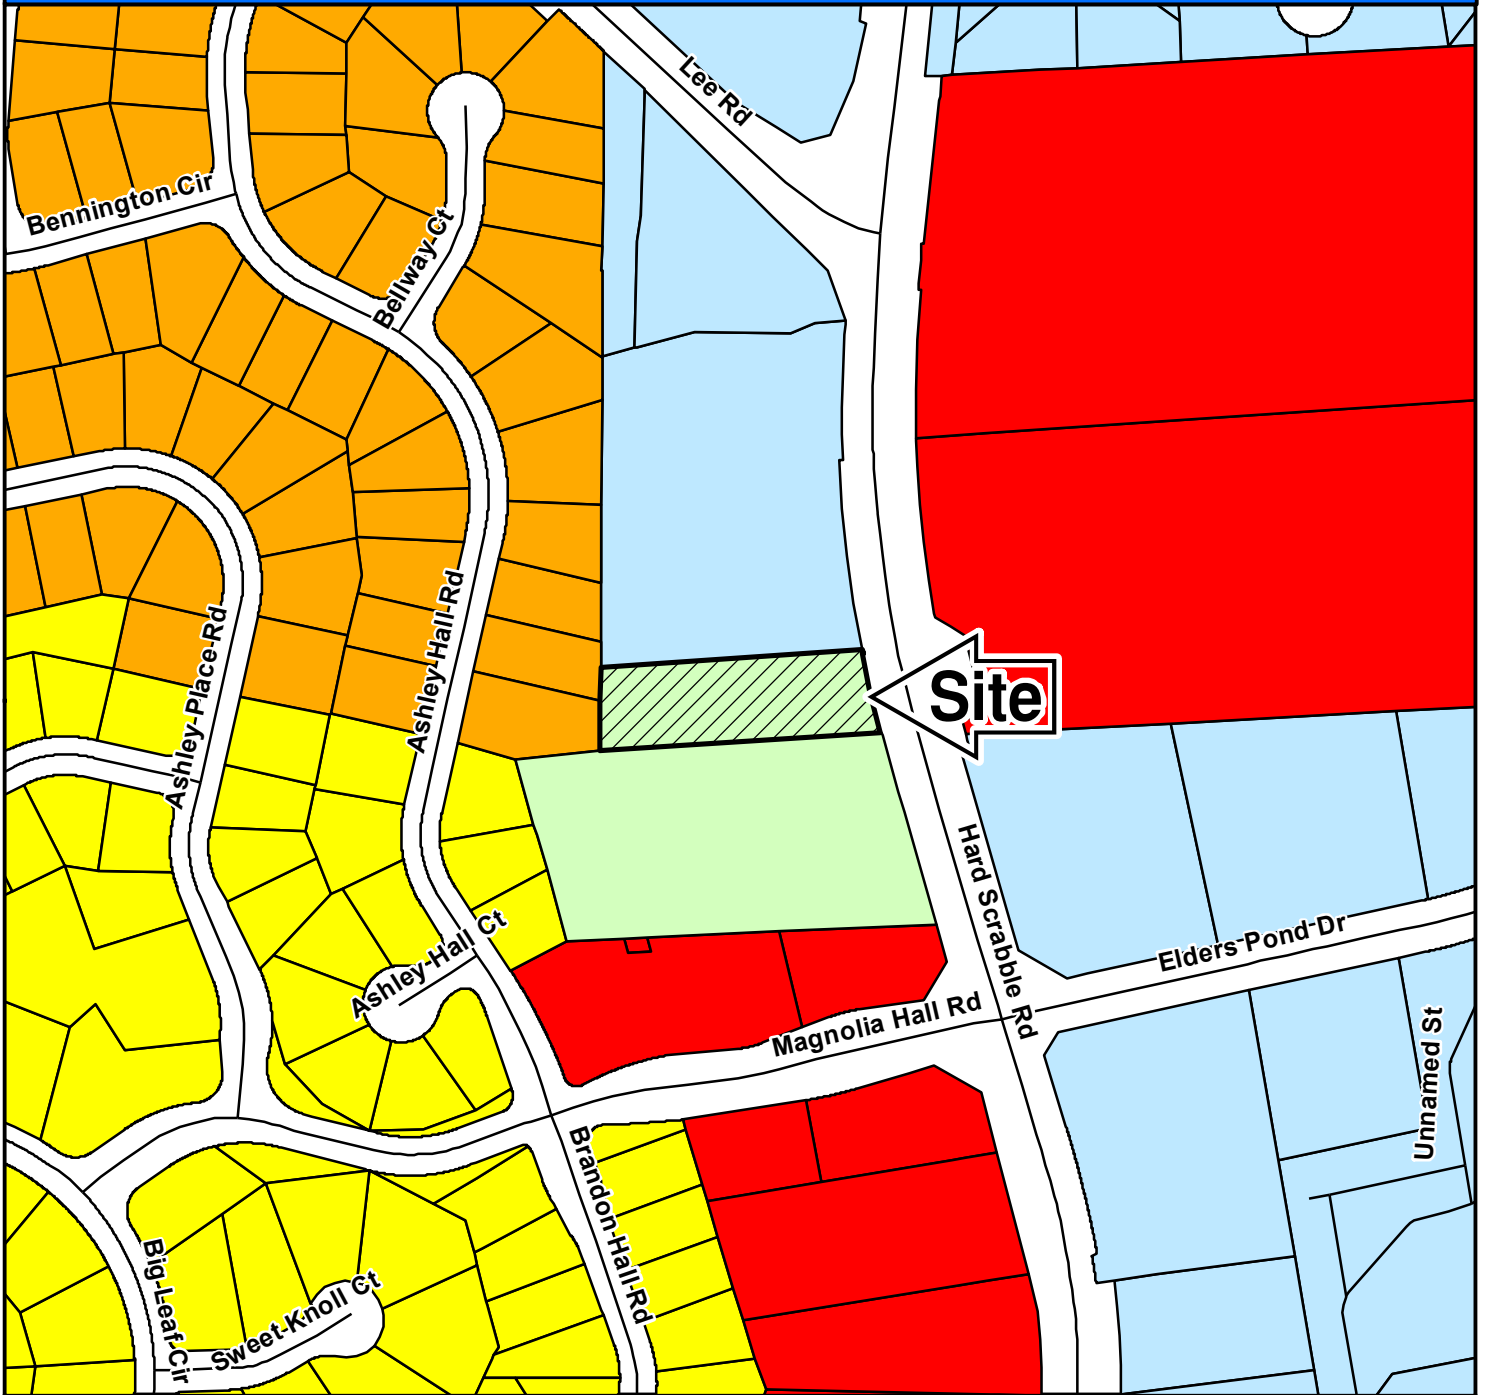 Lee Rd
Bennington Cir
Bellway Ct
Ashley Hall Rd
Ashley Place Rd
Site
Hard Scrabble Rd
Ashley Hall Ct
Elders Pond Dr
Magnolia Hall Rd
Unnamed St
Brandon Hall Rd
Big Leaf Cir
Sweet Knoll Ct